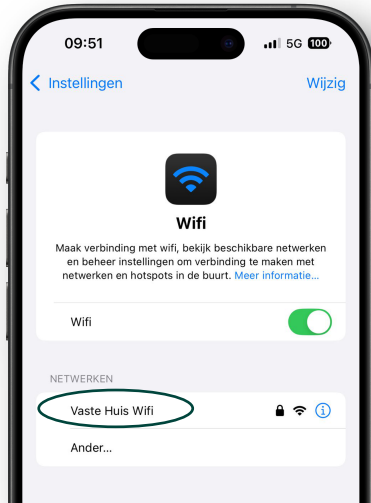 09:51 5G 100
Instellingen Wijzig
Wifi
Maak verbinding met wifi, bekijk beschikbare netwerken
en beheer instellingen om verbinding te maken met
netwerken en hotspots in de buurt. Meer informatie...
Wifi
NETWERKEN
Vaste Huis Wifi
Ander...